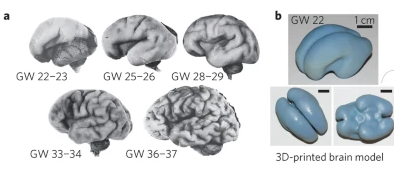 a
GW 22–23
GW 25–26
GW 28–29
GW 33–34
GW 36–37
b
GW 22
1 cm
3D-printed brain model